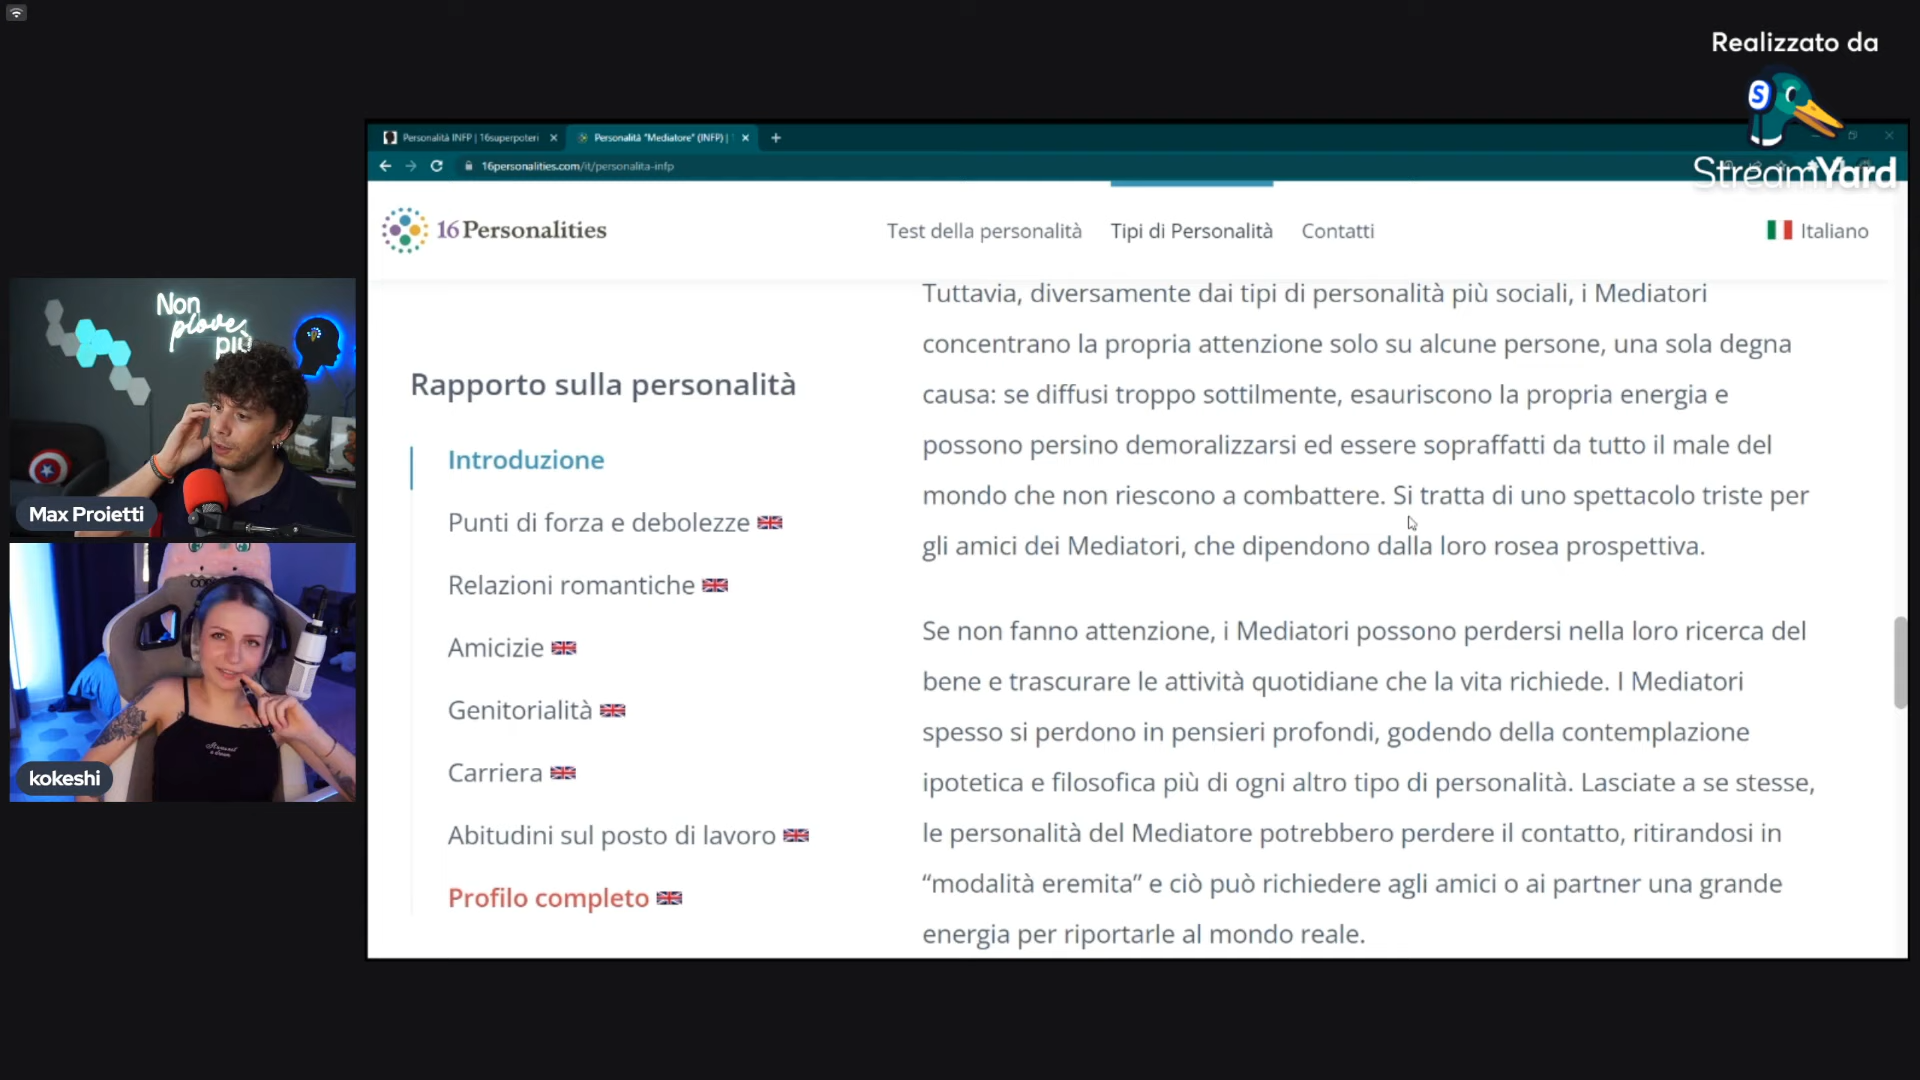 Realizzato da
StreamYard
Personalità INFP | 16superpoteri
Personalità "Mediatore" (INFP) |
16personalities.com/it/personalita-infp
16Personalities
Test della personalità
Tipi di Personalità
Contatti
Italiano
Rapporto sulla personalità
Introduzione
Punti di forza e debolezze
Relazioni romantiche
Amicizie
Genitorialità
Carriera
Abitudini sul posto di lavoro
Profilo completo
Tuttavia, diversamente dai tipi di personalità più sociali, i Mediatori
concentrano la propria attenzione solo su alcune persone, una sola degna
causa: se diffusi troppo sottilmente, esauriscono la propria energia e
possono persino demoralizzarsi ed essere sopraffatti da tutto il male del
mondo che non riescono a combattere. Si tratta di uno spettacolo triste per
gli amici dei Mediatori, che dipendono dalla loro rosea prospettiva.
Se non fanno attenzione, i Mediatori possono perdersi nella loro ricerca del
bene e trascurare le attività quotidiane che la vita richiede. I Mediatori
spesso si perdono in pensieri profondi, godendo della contemplazione
ipotetica e filosofica più di ogni altro tipo di personalità. Lasciate a se stesse,
le personalità del Mediatore potrebbero perdere il contatto, ritirandosi in
“modalità eremita” e ciò può richiedere agli amici o ai partner una grande
energia per riportarle al mondo reale.
Non
piove
più
Max Proietti
kokeshi